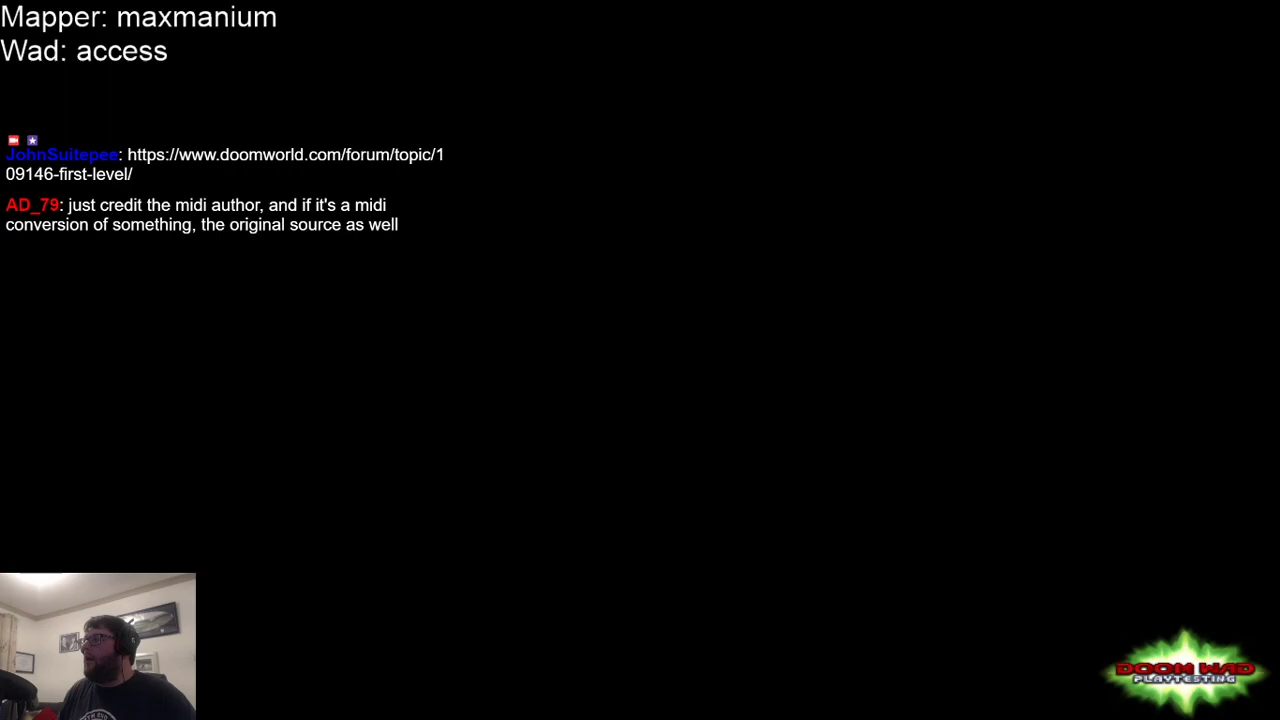 Mapper: maxmanium
Wad: access
JohnSuitepee: https://www.doomworld.com/forum/topic/1
09146-first-level/
AD_79: just credit the midi author, and if it's a midi
conversion of something, the original source as well
DOOM WAD
PLAYTESTING